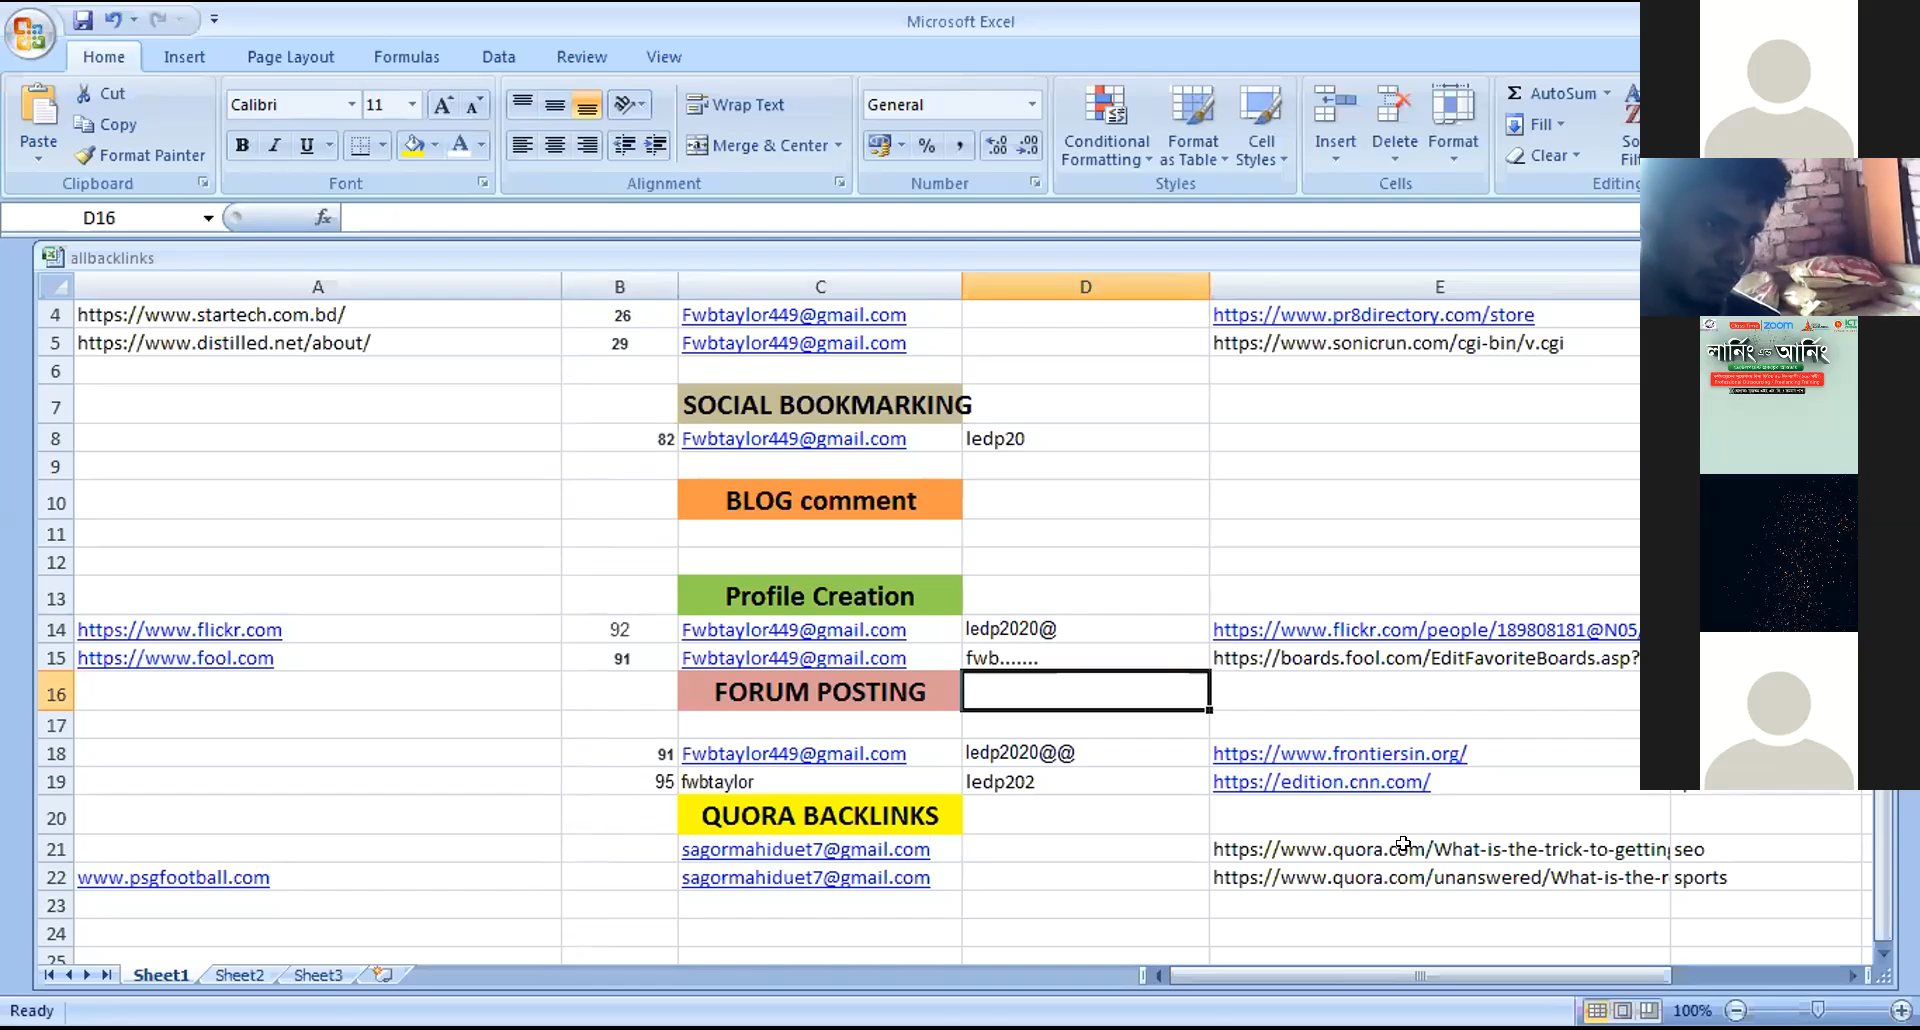 Microsoft Excel
Home Insert Page Layout Formulas Data Review View
Paste
Cut
Copy
Format Painter
Clipboard
Calibri 11
B I U
Font
Wrap Text
Merge & Center
Alignment
General
% ,
Number
Conditional Formatting
Format as Table
Cell Styles
Styles
Insert Delete Format
Cells
Σ AutoSum
Fill
Clear
So
Fil
Editing
D16 fx
allbacklinks
A B C D E
4 https://www.startech.com.bd/ 26 Fwbtaylor449@gmail.com https://www.pr8directory.com/store
5 https://www.distilled.net/about/ 29 Fwbtaylor449@gmail.com https://www.sonicrun.com/cgi-bin/v.cgi
6
7 SOCIAL BOOKMARKING
8 82 Fwbtaylor449@gmail.com ledp20
9
10 BLOG comment
11
12
13 Profile Creation
14 https://www.flickr.com 92 Fwbtaylor449@gmail.com ledp2020@ https://www.flickr.com/people/189808181@N05/
15 https://www.fool.com 91 Fwbtaylor449@gmail.com fwb....... https://boards.fool.com/EditFavoriteBoards.asp?
16 FORUM POSTING
17
18 91 Fwbtaylor449@gmail.com ledp2020@@ https://www.frontiersin.org/
19 95 fwbtaylor ledp202 https://edition.cnn.com/
20 QUORA BACKLINKS
21 sagormahiduet7@gmail.com https://www.quora.com/What-is-the-trick-to-getting seo
22 www.psgfootball.com sagormahiduet7@gmail.com https://www.quora.com/unanswered/What-is-the-r sports
23
24
25
Sheet1 Sheet2 Sheet3
Ready 100%
zoom
ICT
লার্নিং এন্ড আর্নিং